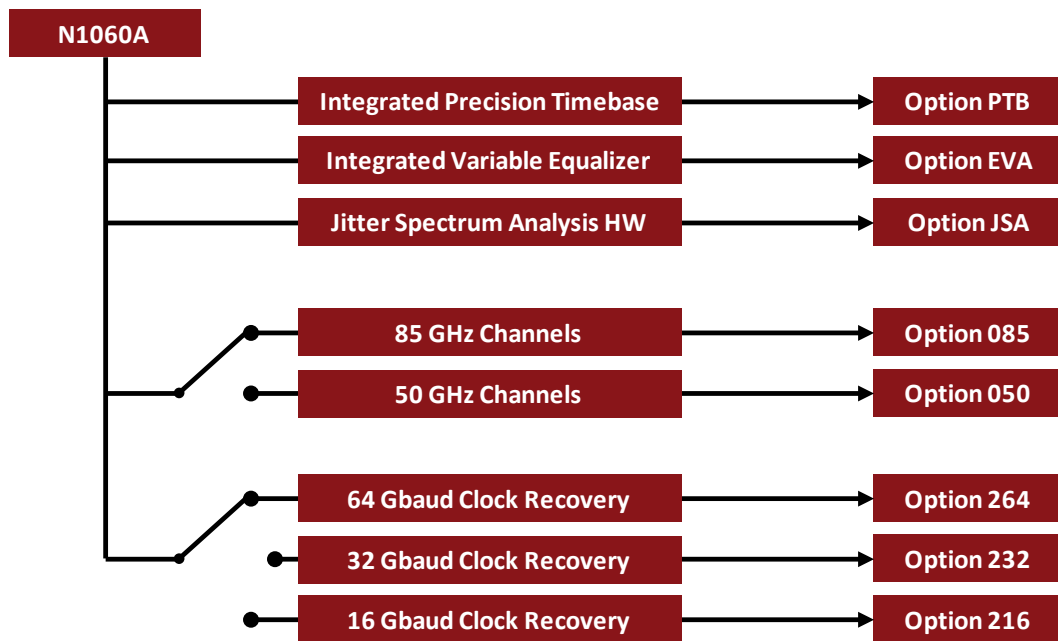 N1060A
Integrated Precision Timebase Option PTB
Integrated Variable Equalizer Option EVA
Jitter Spectrum Analysis HW Option JSA
85 GHz Channels Option 085
50 GHz Channels Option 050
64 Gbaud Clock Recovery Option 264
32 Gbaud Clock Recovery Option 232
16 Gbaud Clock Recovery Option 216